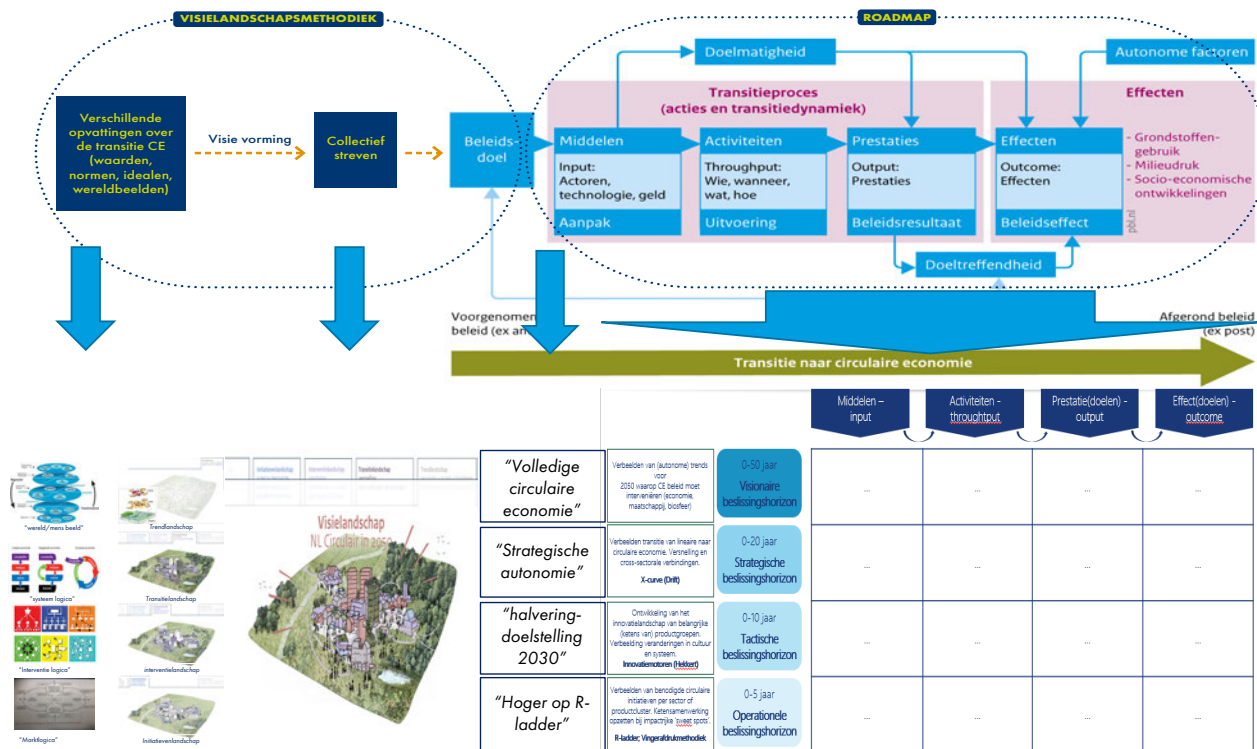 VISIELANDSCHAPSMETHODIEK
ROADMAP
Verschillende
opvattingen over
de transitie CE
(waarden,
normen, idealen,
wereldbeelden)
Visie vorming
Collectief
streven
Beleids-
doel
Doelmatigheid
Autonome factoren
Transitieproces
(acties en transitiedynamiek)
Effecten
Middelen
Input:
Actoren,
technologie, geld
Aanpak
Activiteiten
Throughput:
Wie, wanneer,
wat, hoe
Uitvoering
Prestaties
Output:
Prestaties
Beleidsresultaat
Effecten
Outcome:
Effecten
Beleidseffect
- Grondstoffen-
gebruik
- Milieudruk
- Socio-economische
ontwikkelingen
pbl.nl
Doeltreffendheid
Voorgenomen
beleid (ex an
Afgerond beleid
(ex post)
Transitie naar circulaire economie
Middelen –
input
Activiteiten -
throughtput
Prestatie(doelen) -
output
Effect(doelen) -
outcome
"wereld/mens beeld"
"systeem logica"
"Interventie logica"
"Marktlogica"
Trendlandschap
Transitielandschap
interventielandschap
Initiatievenlandschap
Visielandschap
NL Circulair in 2050
"Volledige
circulaire
economie"
Verbeelden van (autonome) trends
voor
2050 waarop CE beleid moet
interveniëren (economie,
maatschappij, biosfeer)
0-50 jaar
Visionaire
beslissingshorizon
...
...
...
...
"Strategische
autonomie"
Verbeelden transitie van lineaire naar
circulaire economie. Versnelling en
cross-sectorale verbindingen.
X-curve (Drift)
0-20 jaar
Strategische
beslissingshorizon
...
...
...
...
"halvering-
doelstelling
2030"
Ontwikkeling van het
innovatielandschap van belangrijke
(ketens van) productgroepen.
Verbeelding veranderingen in cultuur
en systeem.
Innovatiemotoren (Hekkert)
0-10 jaar
Tactische
beslissingshorizon
...
...
...
...
"Hoger op R-
ladder"
Verbeelden van benodigde circulaire
initiatieven per sector of
productcluster. Ketensamenwerking
opzetten bij impactrijke 'sweet spots'.
R-ladder; Vingerafdrukmethodiek
0-5 jaar
Operationele
beslissingshorizon
...
...
...
...